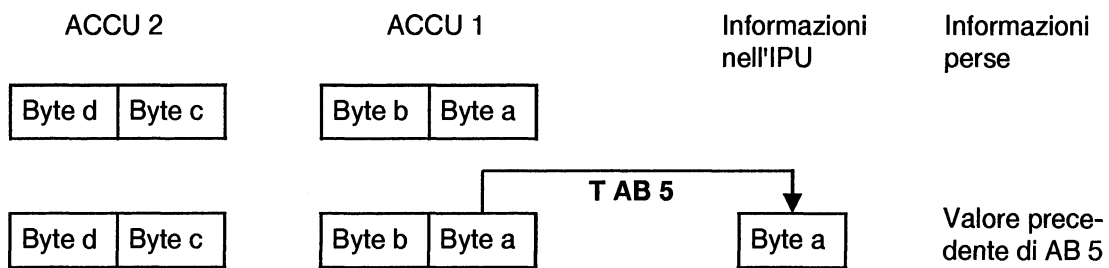 ACCU 2 ACCU 1 Informazioni Informazioni
nell'IPU perse
Byte d Byte c Byte b Byte a
T AB 5
Byte d Byte c Byte b Byte a Byte a Valore prece-
dente di AB 5